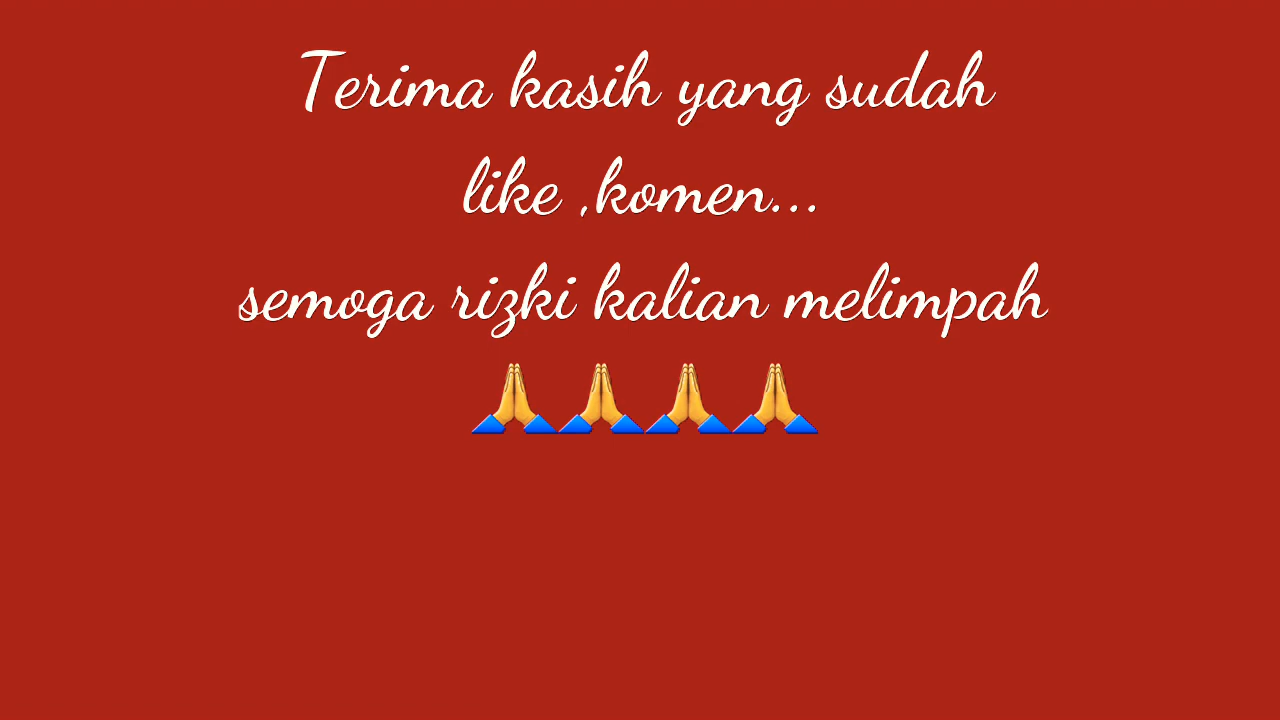 Terima kasih yang sudah
like ,komen...
semoga rizki kalian melimpah
🙏🙏🙏🙏